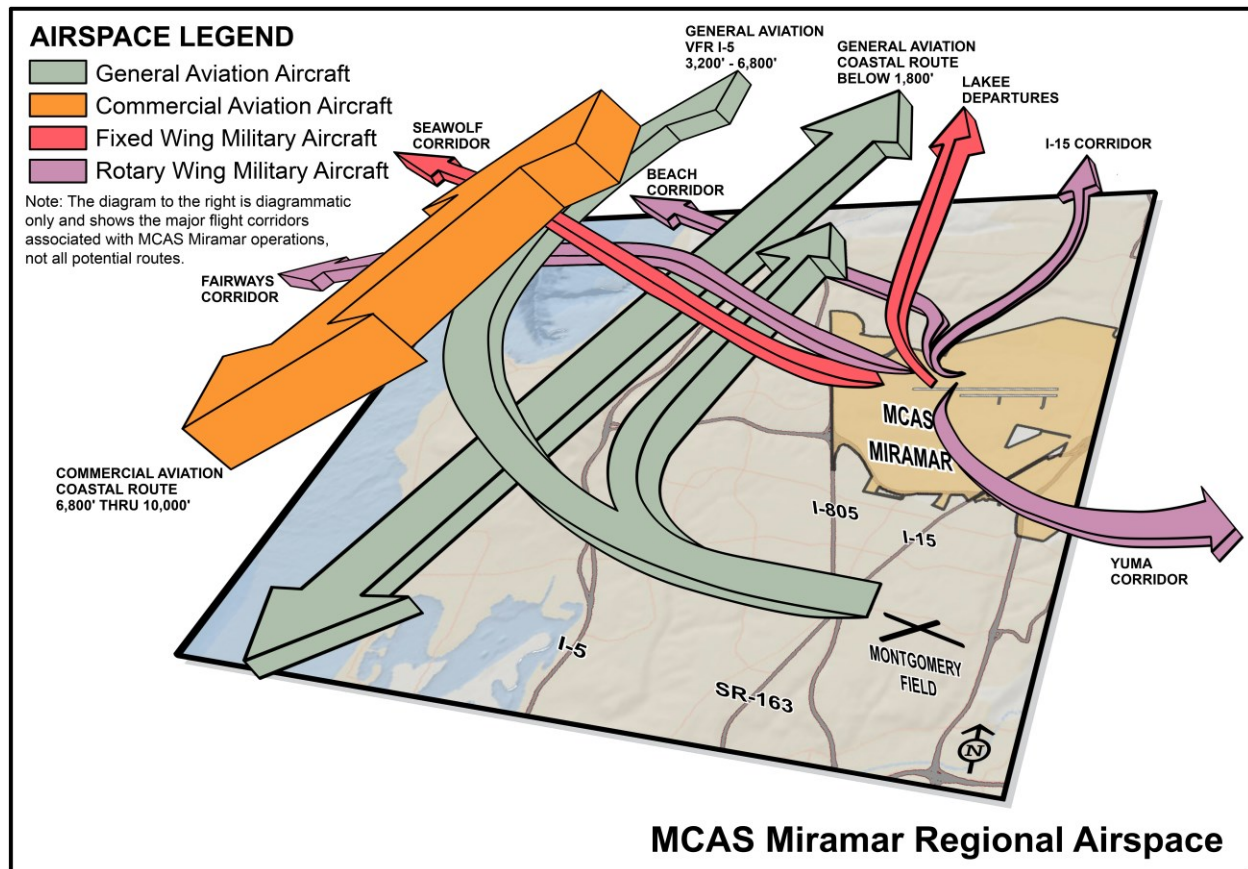 AIRSPACE LEGEND
General Aviation Aircraft
Commercial Aviation Aircraft
Fixed Wing Military Aircraft
Rotary Wing Military Aircraft
Note: The diagram to the right is diagrammatic
only and shows the major flight corridors
associated with MCAS Miramar operations,
not all potential routes.
GENERAL AVIATION
VFR I-5
3,200' - 6,800'
GENERAL AVIATION
COASTAL ROUTE
BELOW 1,800'
LAKEE
DEPARTURES
I-15 CORRIDOR
SEAWOLF
CORRIDOR
BEACH
CORRIDOR
FAIRWAYS
CORRIDOR
COMMERCIAL AVIATION
COASTAL ROUTE
6,800' THRU 10,000'
MCAS
MIRAMAR
I-805
I-15
YUMA
CORRIDOR
I-5
SR-163
MONTGOMERY
FIELD
N
MCAS Miramar Regional Airspace